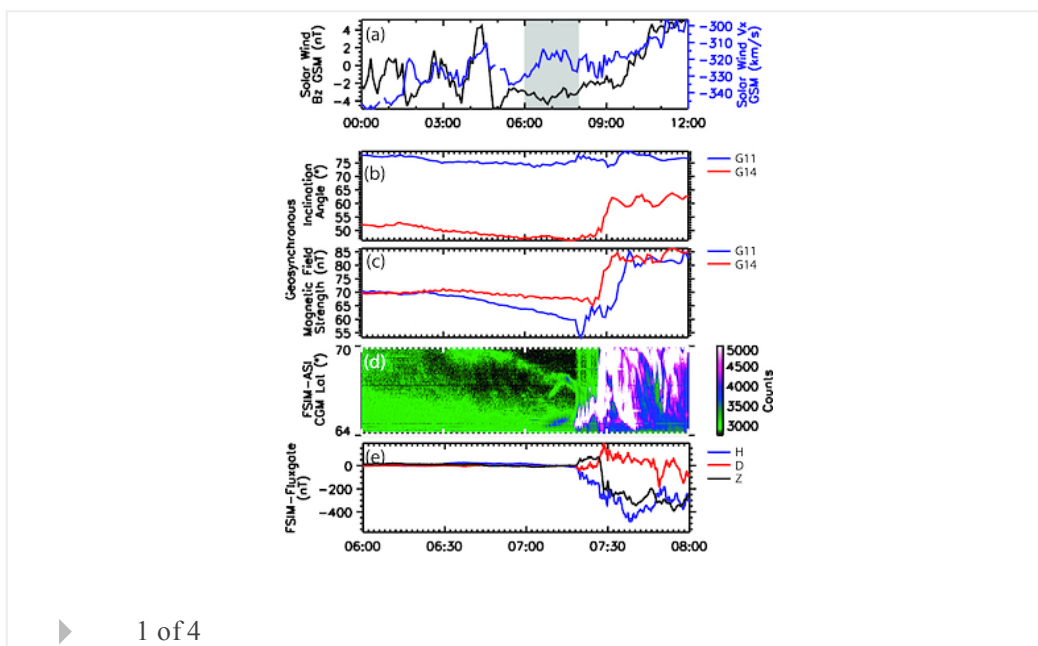 (a)
Solar Wind
Bz GSM (nT)
4
2
0
−2
−4
−300
−310
−320
−330
−340
Solar Wind Vx
GSM (km/s)
00:00 03:00 06:00 09:00 12:00
(b)
Geosynchronous
Inclination
Angle (°)
75
70
65
60
55
50
G11
G14
(c)
Magnetic Field
Strength (nT)
85
80
75
70
65
60
55
G11
G14
(d)
FSIM-ASI
CGM Lat (°)
70
64
5000
4500
4000
3500
3000
Counts
(e)
FSIM-Fluxgate
(nT)
0
−200
−400
H
D
Z
06:00 06:30 07:00 07:30 08:00
1 of 4